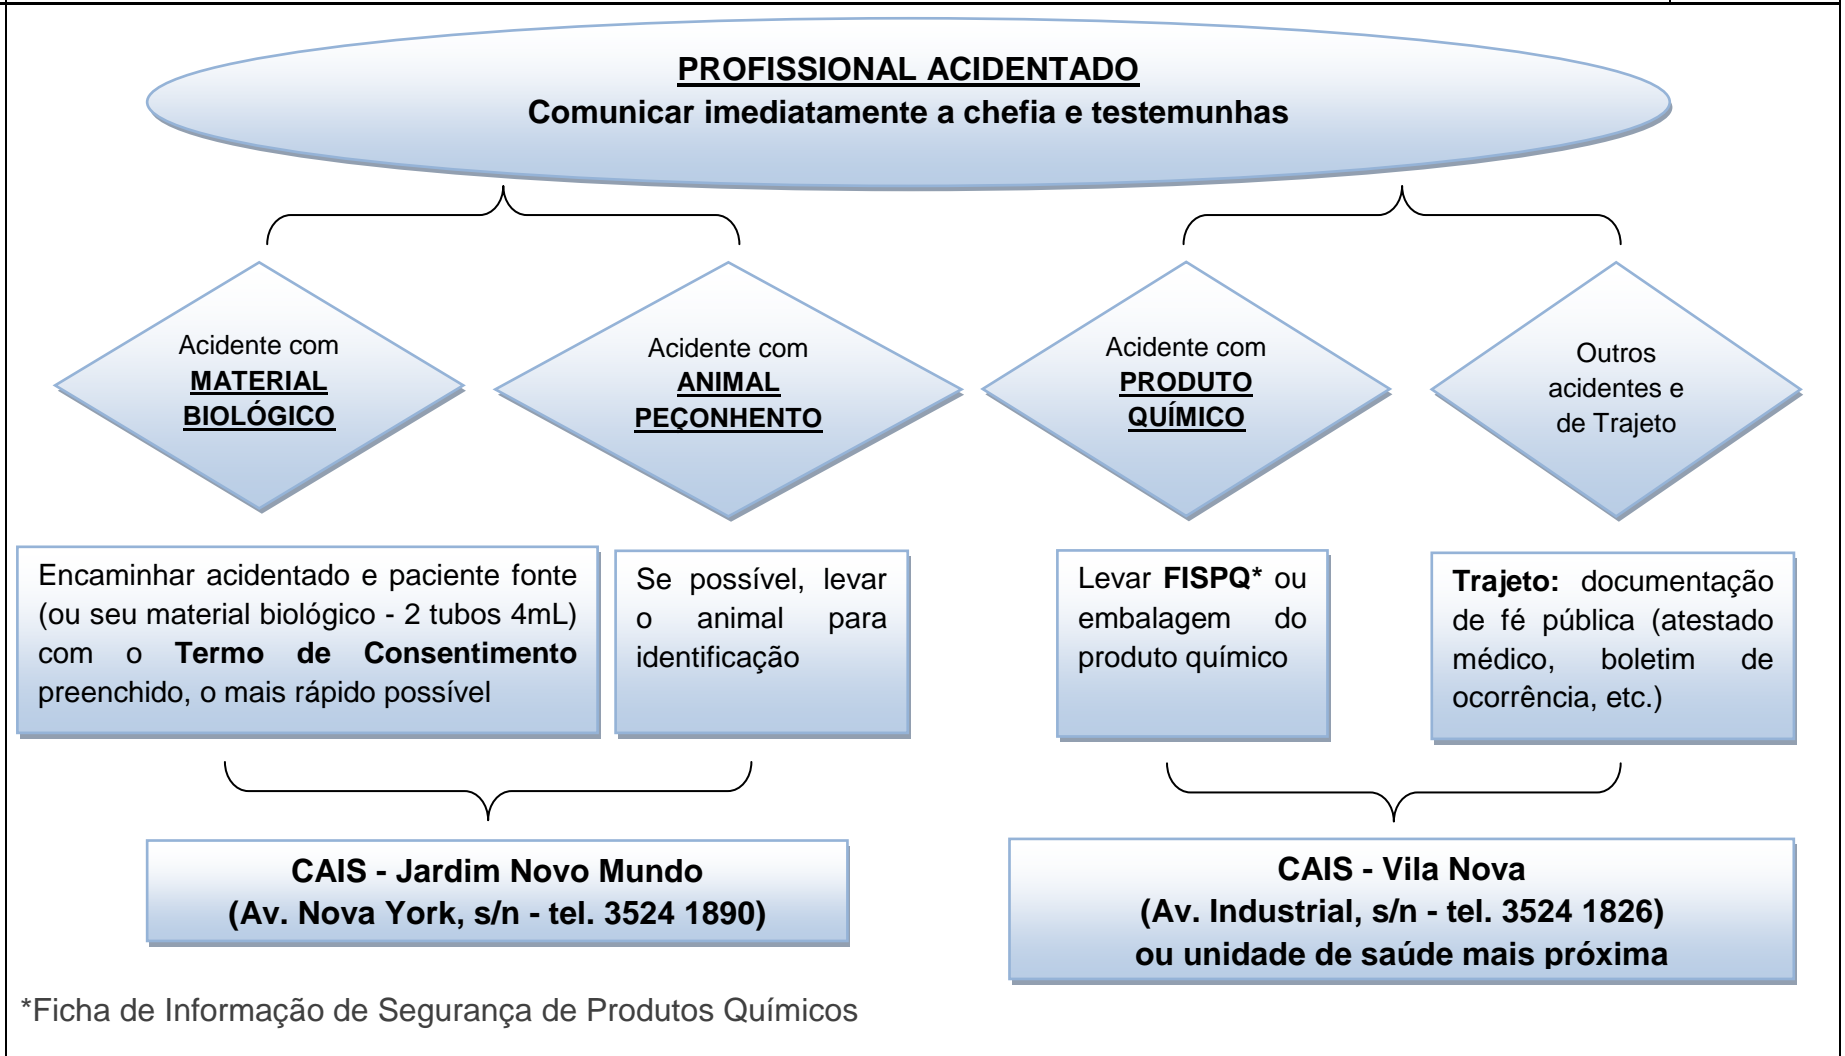 PROFISSIONAL ACIDENTADO
Comunicar imediatamente a chefia e testemunhas
Acidente com
MATERIAL
BIOLÓGICO
Acidente com
ANIMAL
PEÇONHENTO
Acidente com
PRODUTO
QUÍMICO
Outros
acidentes e
de Trajeto
Encaminhar acidentado e paciente fonte
(ou seu material biológico - 2 tubos 4mL)
com o Termo de Consentimento
preenchido, o mais rápido possível
Se possível, levar
o animal para
identificação
Levar FISPQ* ou
embalagem do
produto químico
Trajeto: documentação
de fé pública (atestado
médico, boletim de
ocorrência, etc.)
CAIS - Jardim Novo Mundo
(Av. Nova York, s/n - tel. 3524 1890)
CAIS - Vila Nova
(Av. Industrial, s/n - tel. 3524 1826)
ou unidade de saúde mais próxima
*Ficha de Informação de Segurança de Produtos Químicos